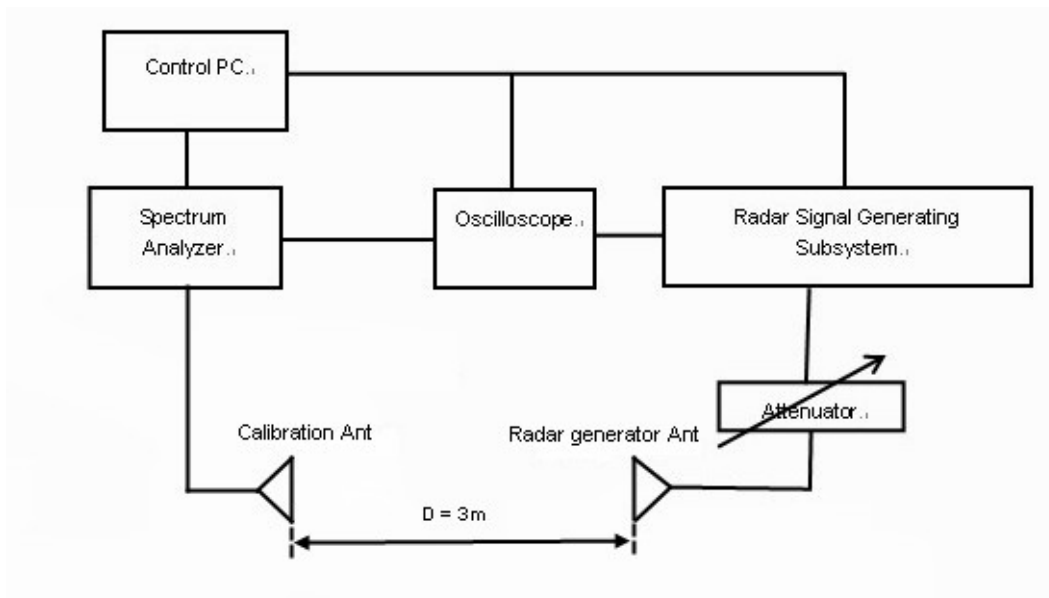 Control PC
Spectrum
Analyzer
Oscilloscope
Radar Signal Generating
Subsystem
Attenuator
Calibration Ant
Radar generator Ant
D = 3m